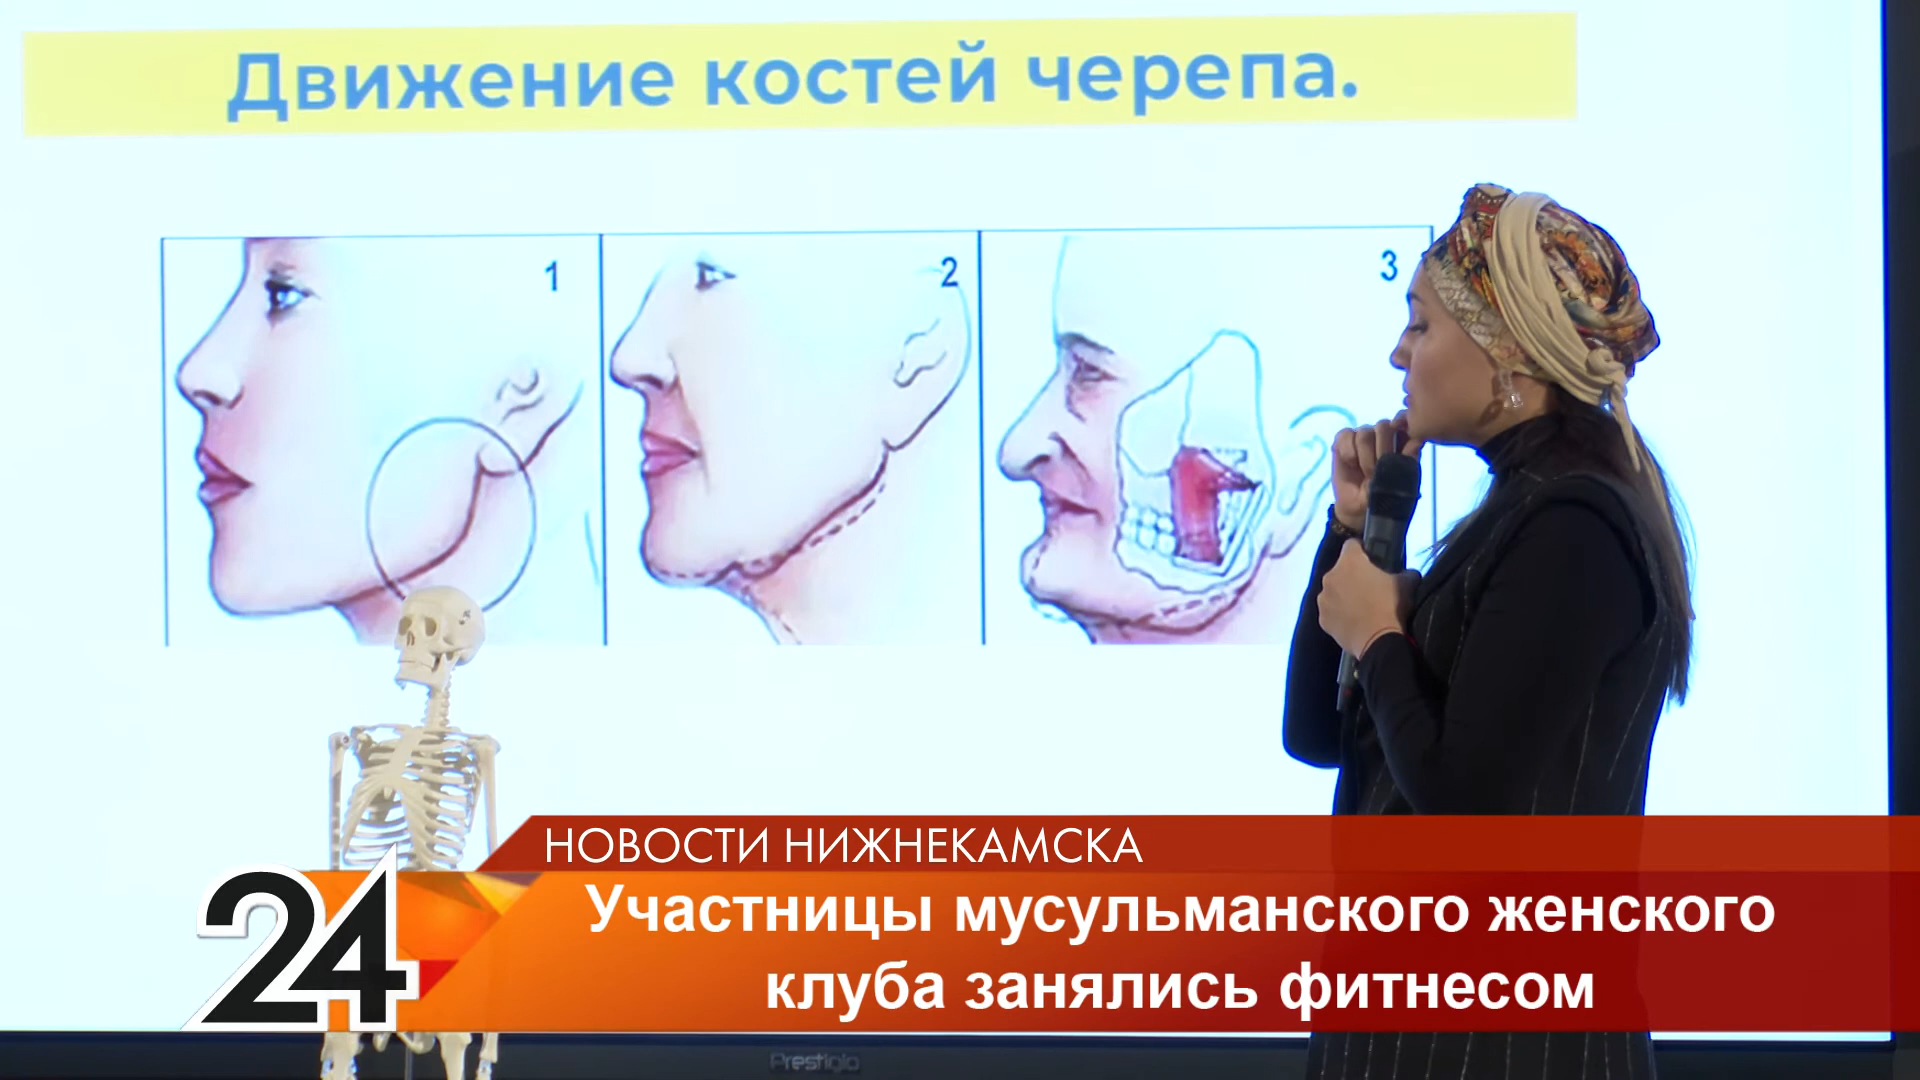 Движение костей черепа.
1
2
3
НОВОСТИ НИЖНЕКАМСКА
24
Участницы мусульманского женского
клуба занялись фитнесом
Prestigio